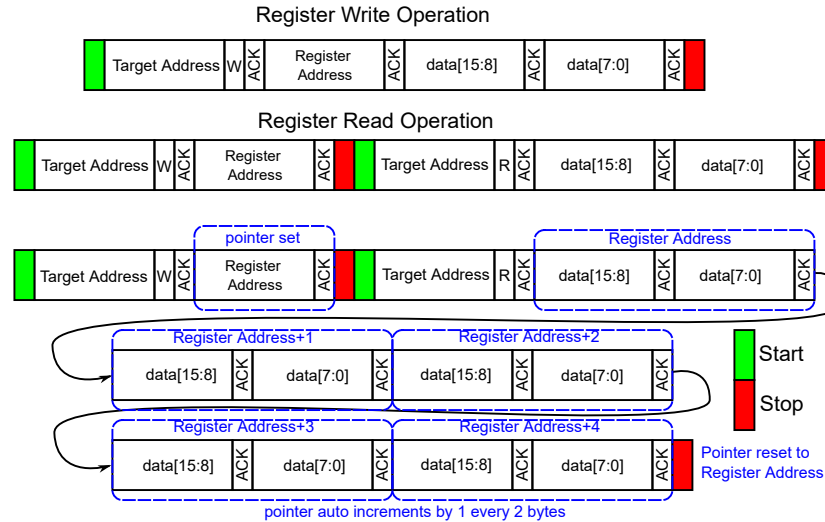 Register Write Operation
Target Address W ACK Register Address ACK data[15:8] ACK data[7:0] ACK
Register Read Operation
Target Address W ACK Register Address ACK Target Address R ACK data[15:8] ACK data[7:0] ACK
pointer set Register Address
Target Address W ACK Register Address ACK Target Address R ACK data[15:8] ACK data[7:0] ACK
Register Address+1 Register Address+2
data[15:8] ACK data[7:0] ACK data[15:8] ACK data[7:0] ACK
Start
Stop
Register Address+3 Register Address+4
data[15:8] ACK data[7:0] ACK data[15:8] ACK data[7:0] ACK
Pointer reset to
Register Address
pointer auto increments by 1 every 2 bytes